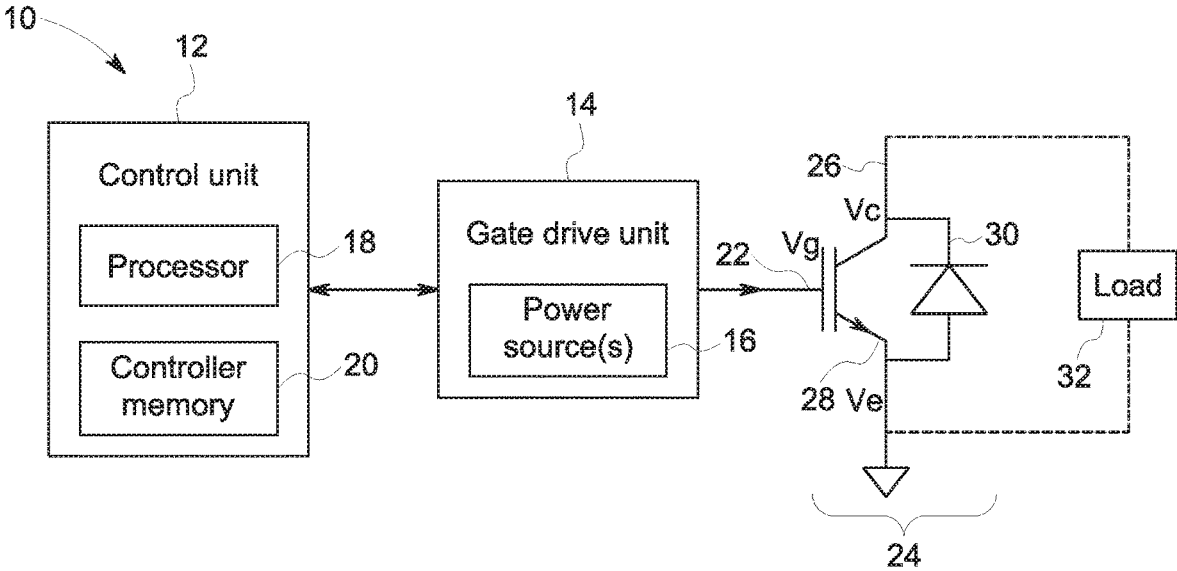 10
12
Control unit
Processor
18
Controller
memory
20
14
Gate drive unit
Power
source(s)
16
22
Vg
26
Vc
30
28
Ve
24
Load
32